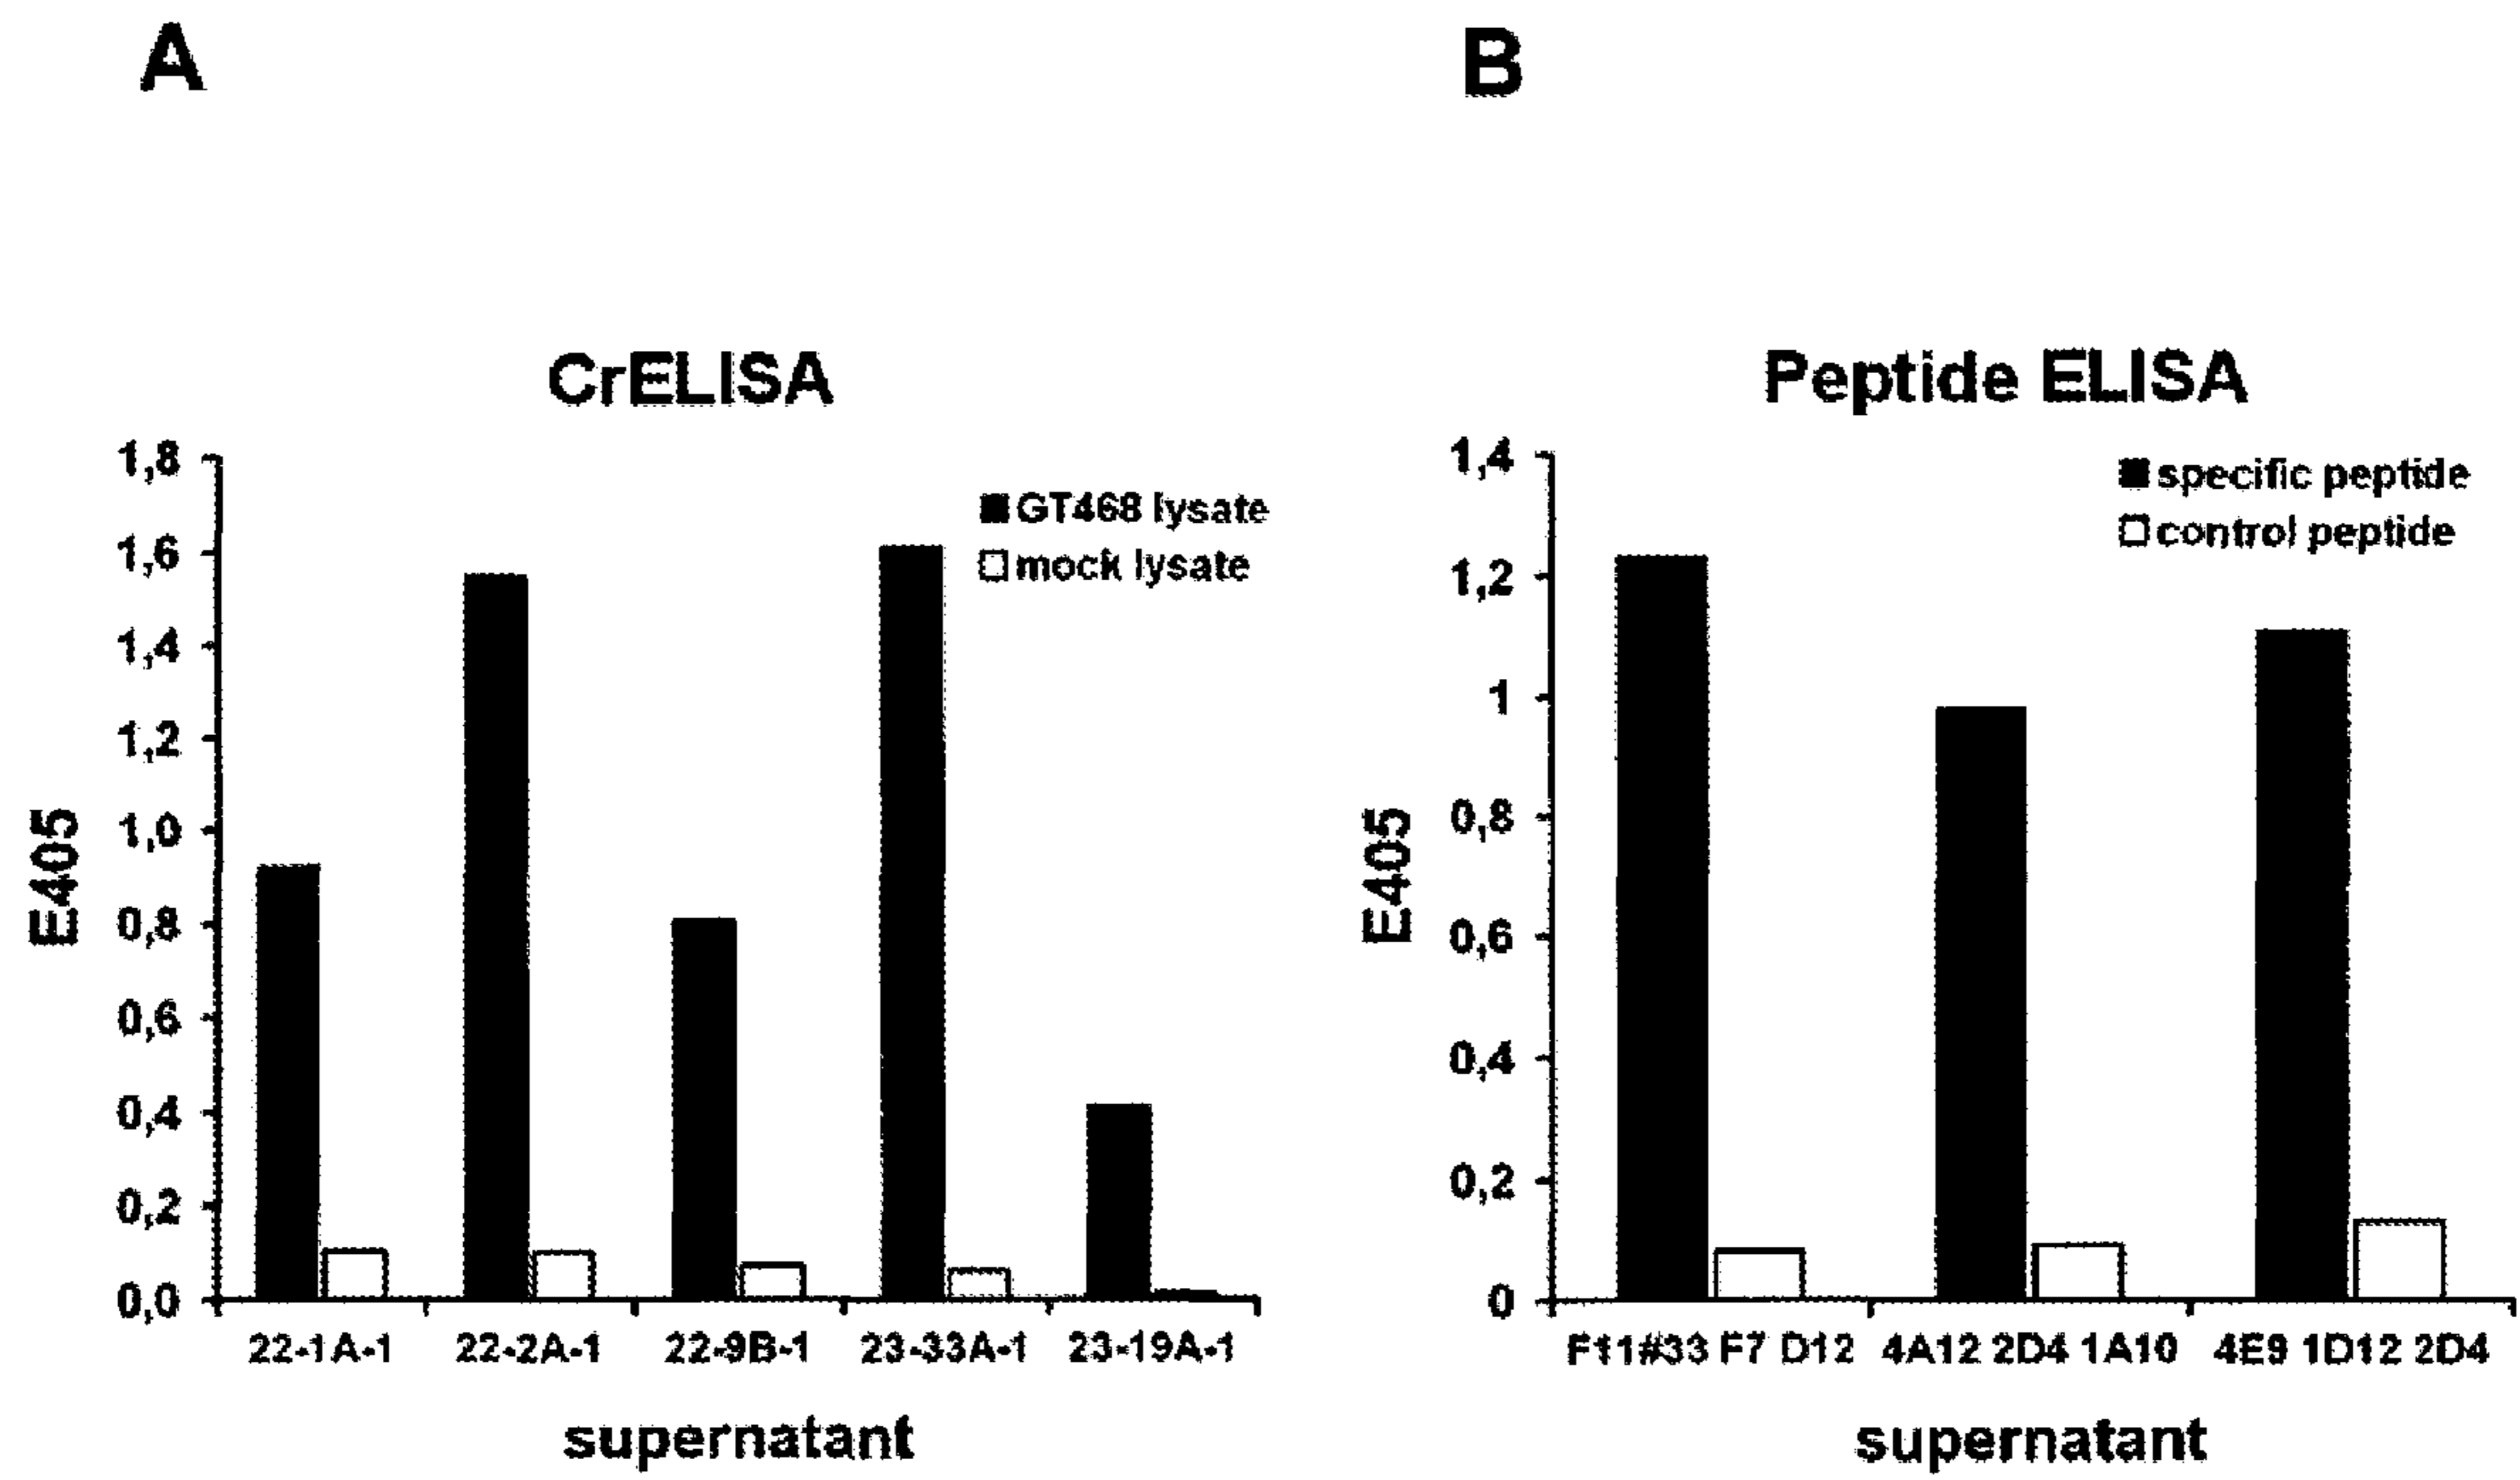 A
B
CrELISA
Peptide ELISA
1,8
1,6
1,4
1,2
1,0
0,8
0,6
0,4
0,2
0,0
E405
GT468 lysate
mock lysate
22-1A-1 22-2A-1 22-9B-1 23-33A-1 23-19A-1
supernatant
1,4
1,2
1
0,8
0,6
0,4
0,2
0
E405
specific peptide
control peptide
F11#33 F7 D12 4A12 2D4 1A10 4E9 1D12 2D4
supernatant